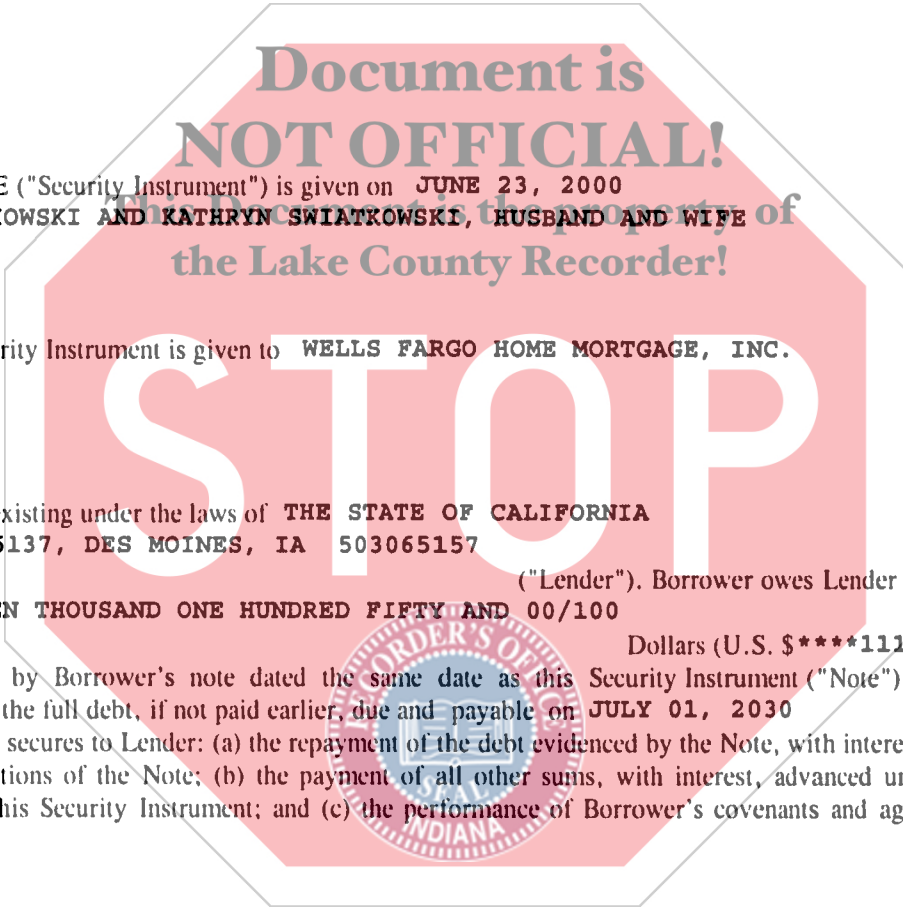 Document is
NOT OFFICIAL!
E ("Security Instrument") is given on JUNE 23, 2000
This Document is the property of
KOWSKI AND KATHRYN SWIATKOWSKI, HUSBAND AND WIFE
the Lake County Recorder!
rity Instrument is given to WELLS FARGO HOME MORTGAGE, INC.
STOP
xisting under the laws of THE STATE OF CALIFORNIA
5137, DES MOINES, IA 503065157
("Lender"). Borrower owes Lender
N THOUSAND ONE HUNDRED FIFTY AND 00/100
Dollars (U.S. $****111
by Borrower's note dated the same date as this Security Instrument ("Note")
the full debt, if not paid earlier, due and payable on JULY 01, 2030
secures to Lender: (a) the repayment of the debt evidenced by the Note, with intere
tions of the Note; (b) the payment of all other sums, with interest, advanced un
his Security Instrument; and (c) the performance of Borrower's covenants and ag
RECORDER'S OFFICE
SEAL
INDIANA